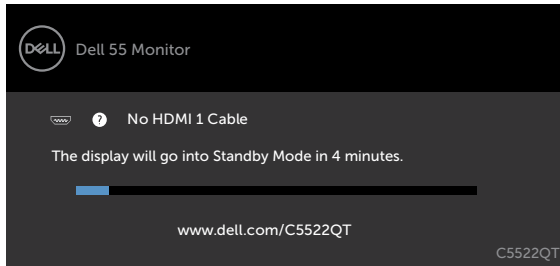 DELL
Dell 55 Monitor
? No HDMI 1 Cable
The display will go into Standby Mode in 4 minutes.
www.dell.com/C5522QT
C5522QT